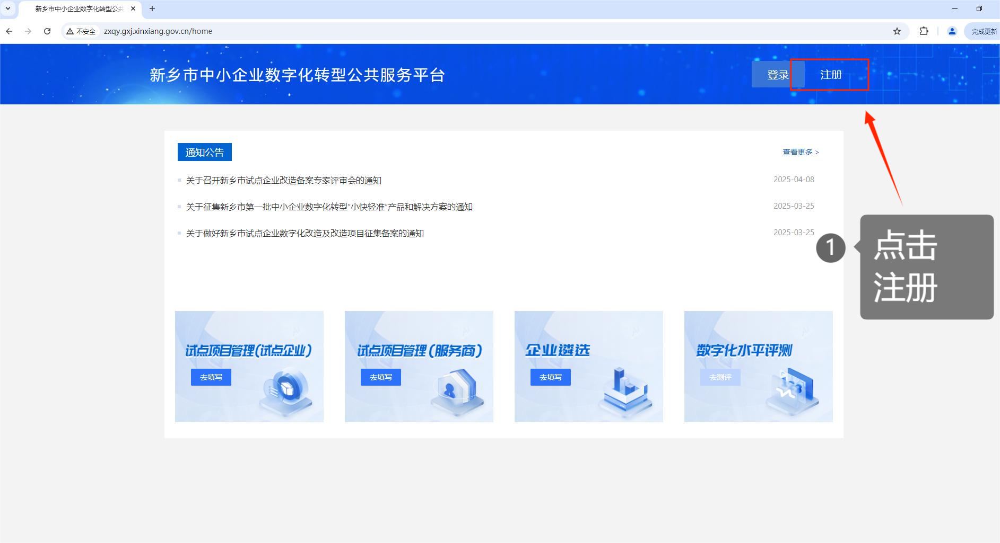 新乡市中小企业数字化转型公共
不安全
zxqy.gxj.xinxiang.gov.cn/home
完成更新
新乡市中小企业数字化转型公共服务平台
登录
注册
通知公告
查看更多 >
关于召开新乡市试点企业改造备案专家评审会的通知
2025-04-08
关于征集新乡市第一批中小企业数字化转型“小快轻准”产品和解决方案的通知
2025-03-25
关于做好新乡市试点企业数字化改造及改造项目征集备案的通知
2025-03-25
1
点击
注册
试点项目管理(试点企业)
去填写
试点项目管理(服务商)
去填写
企业遴选
去填写
数字化水平评测
去测评